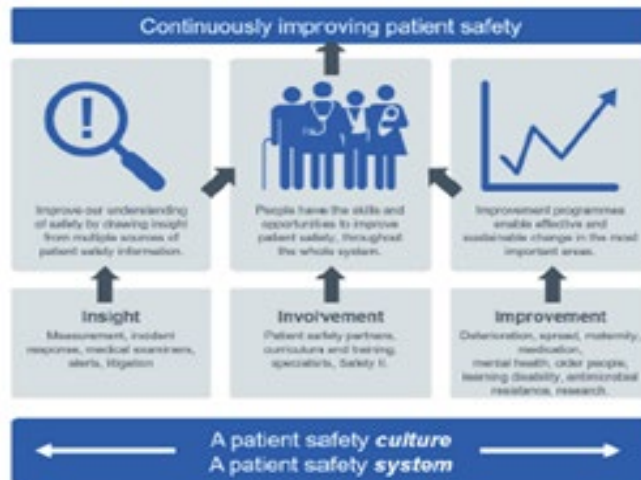 Continuously improving patient safety
!
Improve our understanding
of safety by drawing insight
from multiple sources of
patient safety information.
People have the skills and
opportunities to improve
patient safety, throughout
the whole system.
Improvement programmes
enable effective and
sustainable change in the most
important areas.
Insight
Measurement, incident
response, medical examiners,
alerts, litigation
Involvement
Patient safety partners,
curriculum and training,
specialists, Safety II.
Improvement
Deterioration, spread, maternity,
medication,
mental health, older people,
learning disability, antimicrobial
resistance, research.
A patient safety culture
A patient safety system